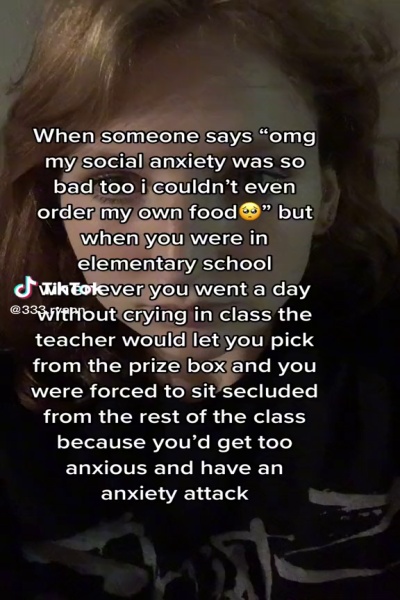 When someone says “omg
my social anxiety was so
bad too i couldn’t even
order my own food🥺” but
when you were in
elementary school
whenever you went a day
without crying in class the
teacher would let you pick
from the prize box and you
were forced to sit secluded
from the rest of the class
because you’d get too
anxious and have an
anxiety attack
TikTok